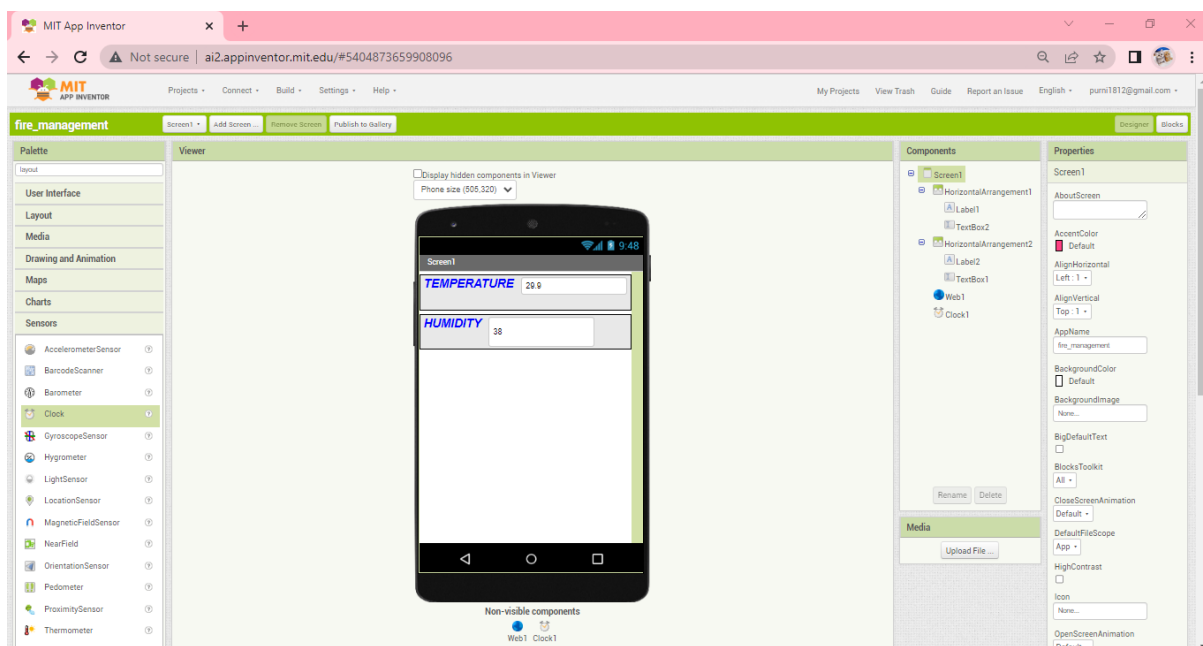 MIT App Inventor
Not secure | ai2.appinventor.mit.edu/#5404873659908096
MIT
APP INVENTOR
Projects Connect Build Settings Help My Projects View Trash Guide Report an Issue English purni1812@gmail.com
fire_management Screen1 Add Screen ... Remove Screen Publish to Gallery Designer Blocks
Palette
layout
User Interface
Layout
Media
Drawing and Animation
Maps
Charts
Sensors
AccelerometerSensor
BarcodeScanner
Barometer
Clock
GyroscopeSensor
Hygrometer
LightSensor
LocationSensor
MagneticFieldSensor
NearField
OrientationSensor
Pedometer
ProximitySensor
Thermometer
Viewer
Display hidden components in Viewer
Phone size (505,320)
9:48
Screen1
TEMPERATURE 29.9
HUMIDITY 38
Non-visible components
Web1 Clock1
Components
Screen1
HorizontalArrangement1
Label1
TextBox2
HorizontalArrangement2
Label2
TextBox1
Web1
Clock1
Rename Delete
Media
Upload File ...
Properties
Screen1
AboutScreen
AccentColor
Default
AlignHorizontal
Left : 1
AlignVertical
Top : 1
AppName
fire_management
BackgroundColor
Default
BackgroundImage
None...
BigDefaultText
BlocksToolkit
All
CloseScreenAnimation
Default
DefaultFileScope
App
HighContrast
Icon
None...
OpenScreenAnimation